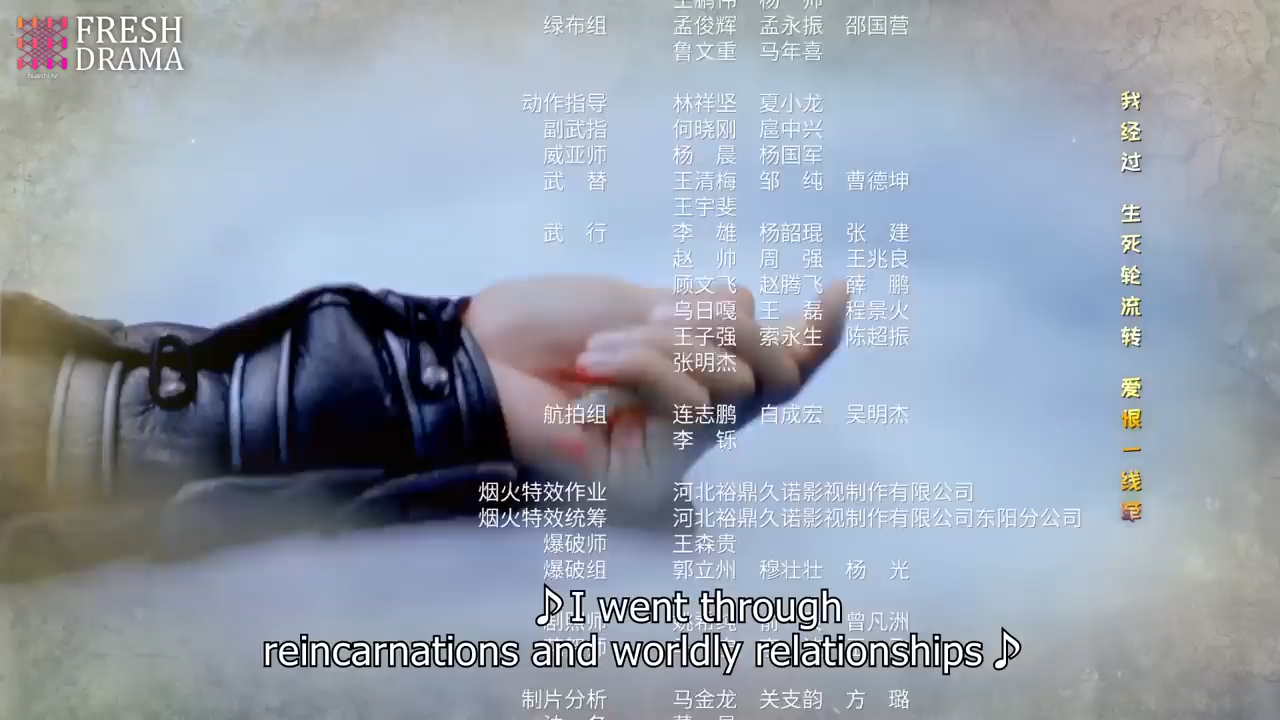 FRESH
DRAMA
huashi.tv
绿布组 孟俊辉 孟永振 邵国营
鲁文重 马年喜
动作指导 林祥坚 夏小龙
副武指 何晓刚 扈中兴
威亚师 杨 晨 杨国军
武 替 王清梅 邹 纯 曹德坤
王宇斐
武 行 李 雄 杨韶琨 张 建
赵 帅 周 强 王兆良
顾文飞 赵腾飞 薛 鹏
乌日嘎 王 磊 程景火
王子强 索永生 陈超振
张明杰
航拍组 连志鹏 白成宏 吴明杰
李 铄
烟火特效作业 河北裕鼎久诺影视制作有限公司
烟火特效统筹 河北裕鼎久诺影视制作有限公司东阳分公司
爆破师 王森贵
爆破组 郭立州 穆壮壮 杨 光
曾凡洲
制片分析 马金龙 关支韵 方 璐
我经过 生死轮流转 爱恨一线牵
♪I went through
reincarnations and worldly relationships♪